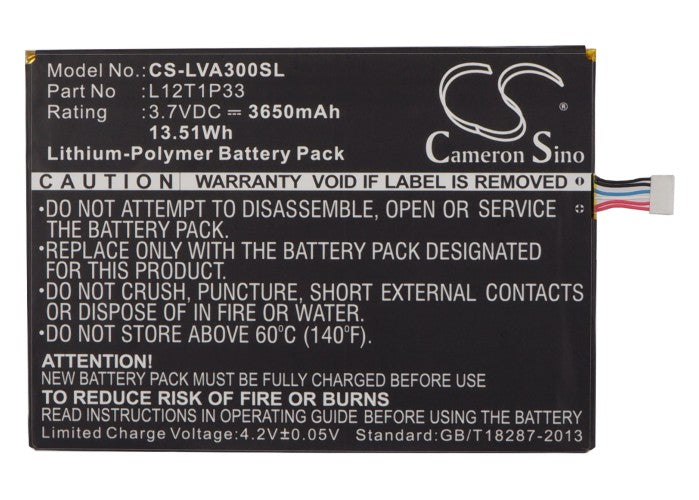 Model No.: CS-LVA300SL
Part No : L12T1P33
Rating : 3.7VDC ⎓ 3650mAh
13.51Wh
Lithium-Polymer Battery Pack
CS
®
Cameron Sino
CAUTION WARRANTY VOID IF LABEL IS REMOVED
•DO NOT ATTEMPT TO DISASSEMBLE, OPEN OR SERVICE
THE BATTERY PACK.
•REPLACE ONLY WITH THE BATTERY PACK DESIGNATED
FOR THIS PRODUCT.
•DO NOT CRUSH, PUNCTURE, SHORT EXTERNAL CONTACTS
OR DISPOSE OF IN FIRE OR WATER.
•DO NOT STORE ABOVE 60°C (140°F).
ATTENTION!
NEW BATTERY PACK MUST BE FULLY CHARGED BEFORE USE
TO REDUCE RISK OF FIRE OR BURNS
READ IN OPERATING GUIDE BEFORE USING THE BATTERY
Limited Charge Voltage:4.2V±0.05V Standard:GB/T18287-2013
- +